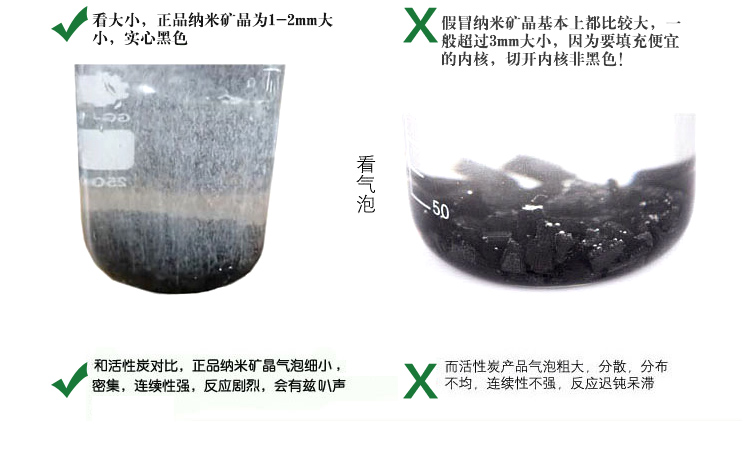 看大小，正品纳米矿晶为1-2mm大
小，实心黑色
假冒纳米矿晶基本上都比较大，一
般超过3mm大小，因为要填充便宜
的内核，切开内核非黑色！
250
50
看气泡
和活性炭对比，正品纳米矿晶气泡细小，
密集，连续性强，反应剧烈，会有兹叭声
而活性炭产品气泡粗大，分散，分布
不均，连续性不强，反应迟钝呆滞